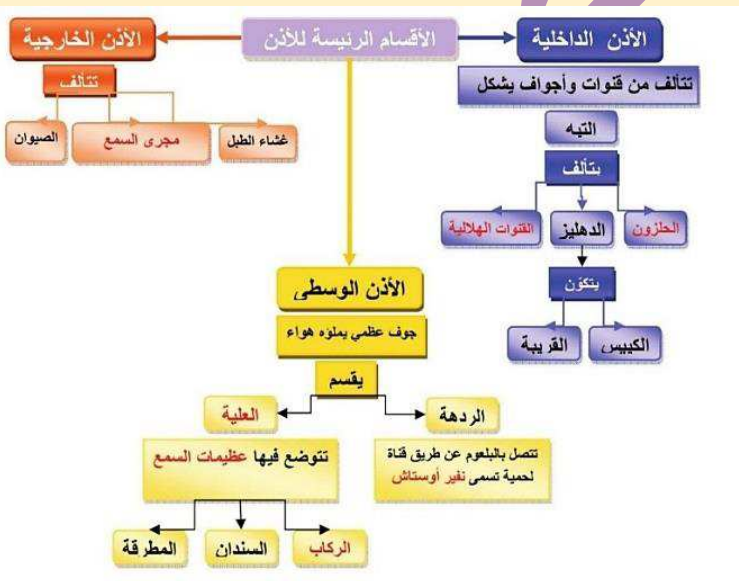 الأذن الداخلية
الأقسام الرئيسة للأذن
الأذن الخارجية
تتألف
غشاء الطبل
مجرى السمع
الصيوان
تتألف من قنوات وأجواف يشكل
التيه
يتألف
الحلزون
الدهليز
القنوات الهلالية
يتكوّن
الكييس
القريبة
الأذن الوسطى
جوف عظمي يملؤه هواء
يقسم
الردهة
العلية
تتصل بالبلعوم عن طريق قناة
لحمية تسمى نفير أوستاش
تتوضع فيها عظيمات السمع
الركاب
السندان
المطرقة